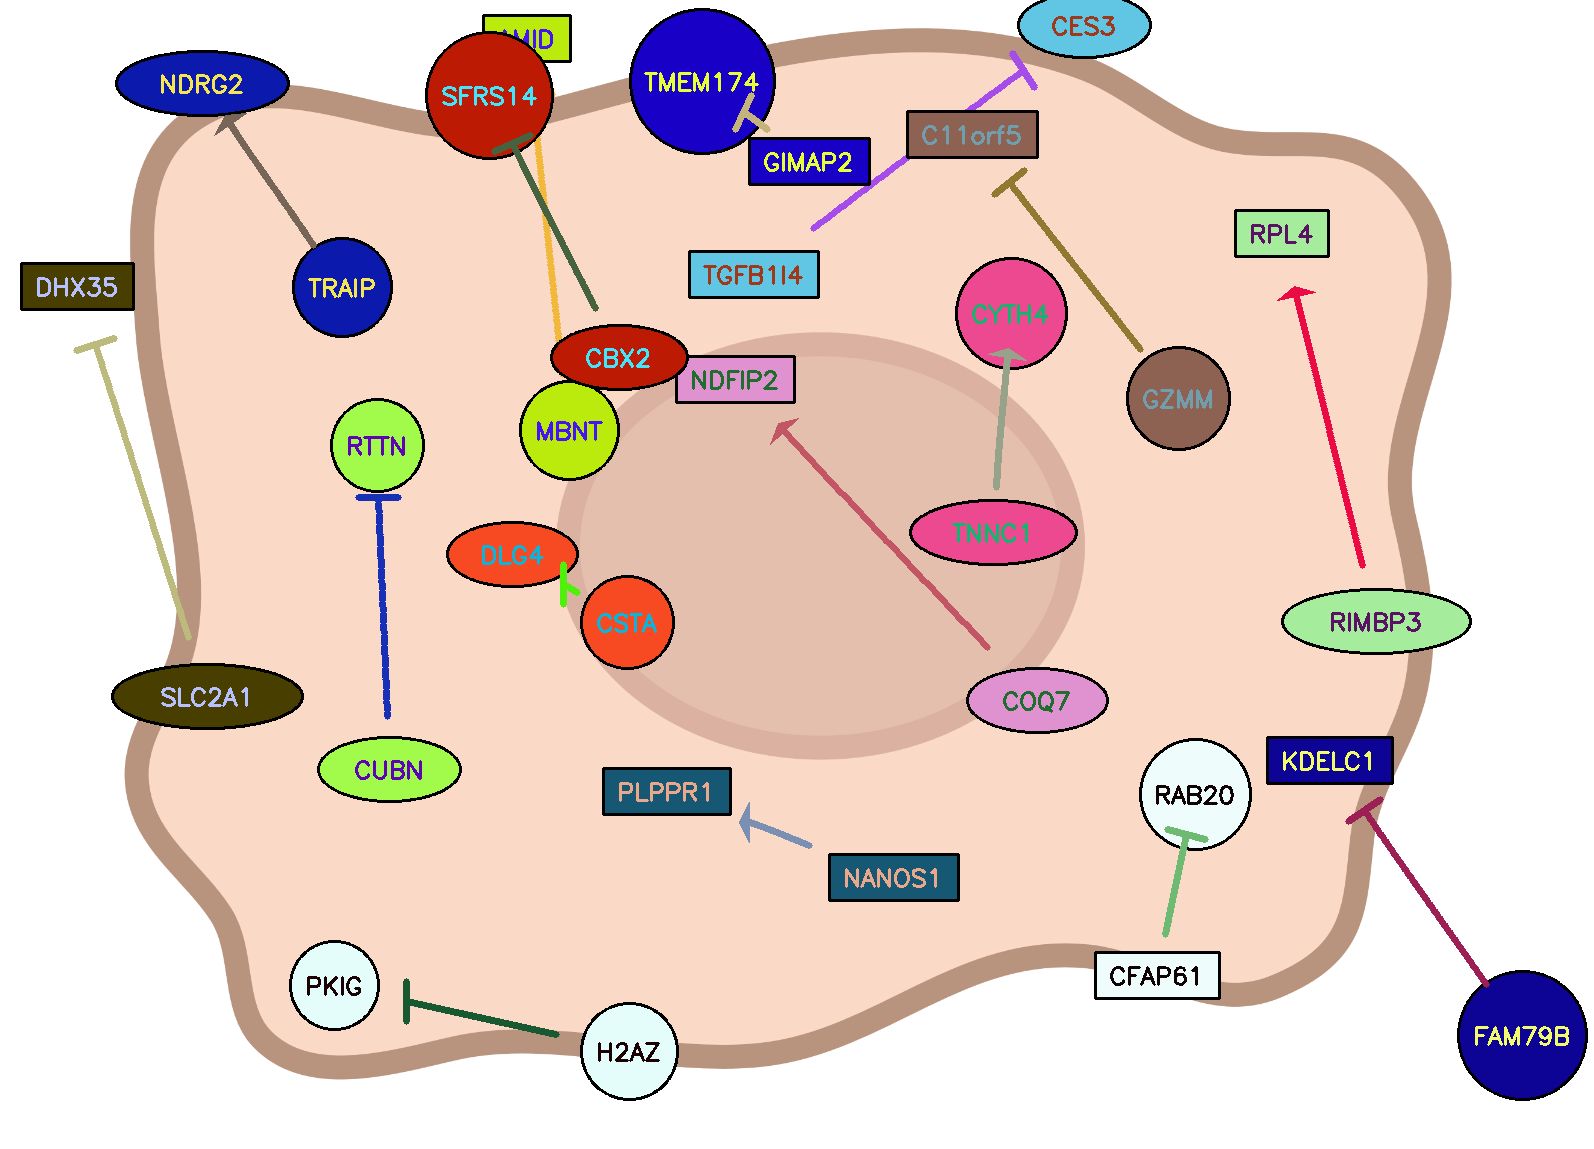 CES3
NDRG2
SFRS14
TMEM174
C11orf5
GIMAP2
RPL4
TGFB1I4
DHX35
TRAIP
CYTH4
CBX2
NDFIP2
GZMM
MBNT
RTTN
TNNC1
DLG4
CSTA
RIMBP3
SLC2A1
COQ7
CUBN
KDELC1
PLPPR1
RAB20
NANOS1
CFAP61
PKIG
H2AZ
FAM79B